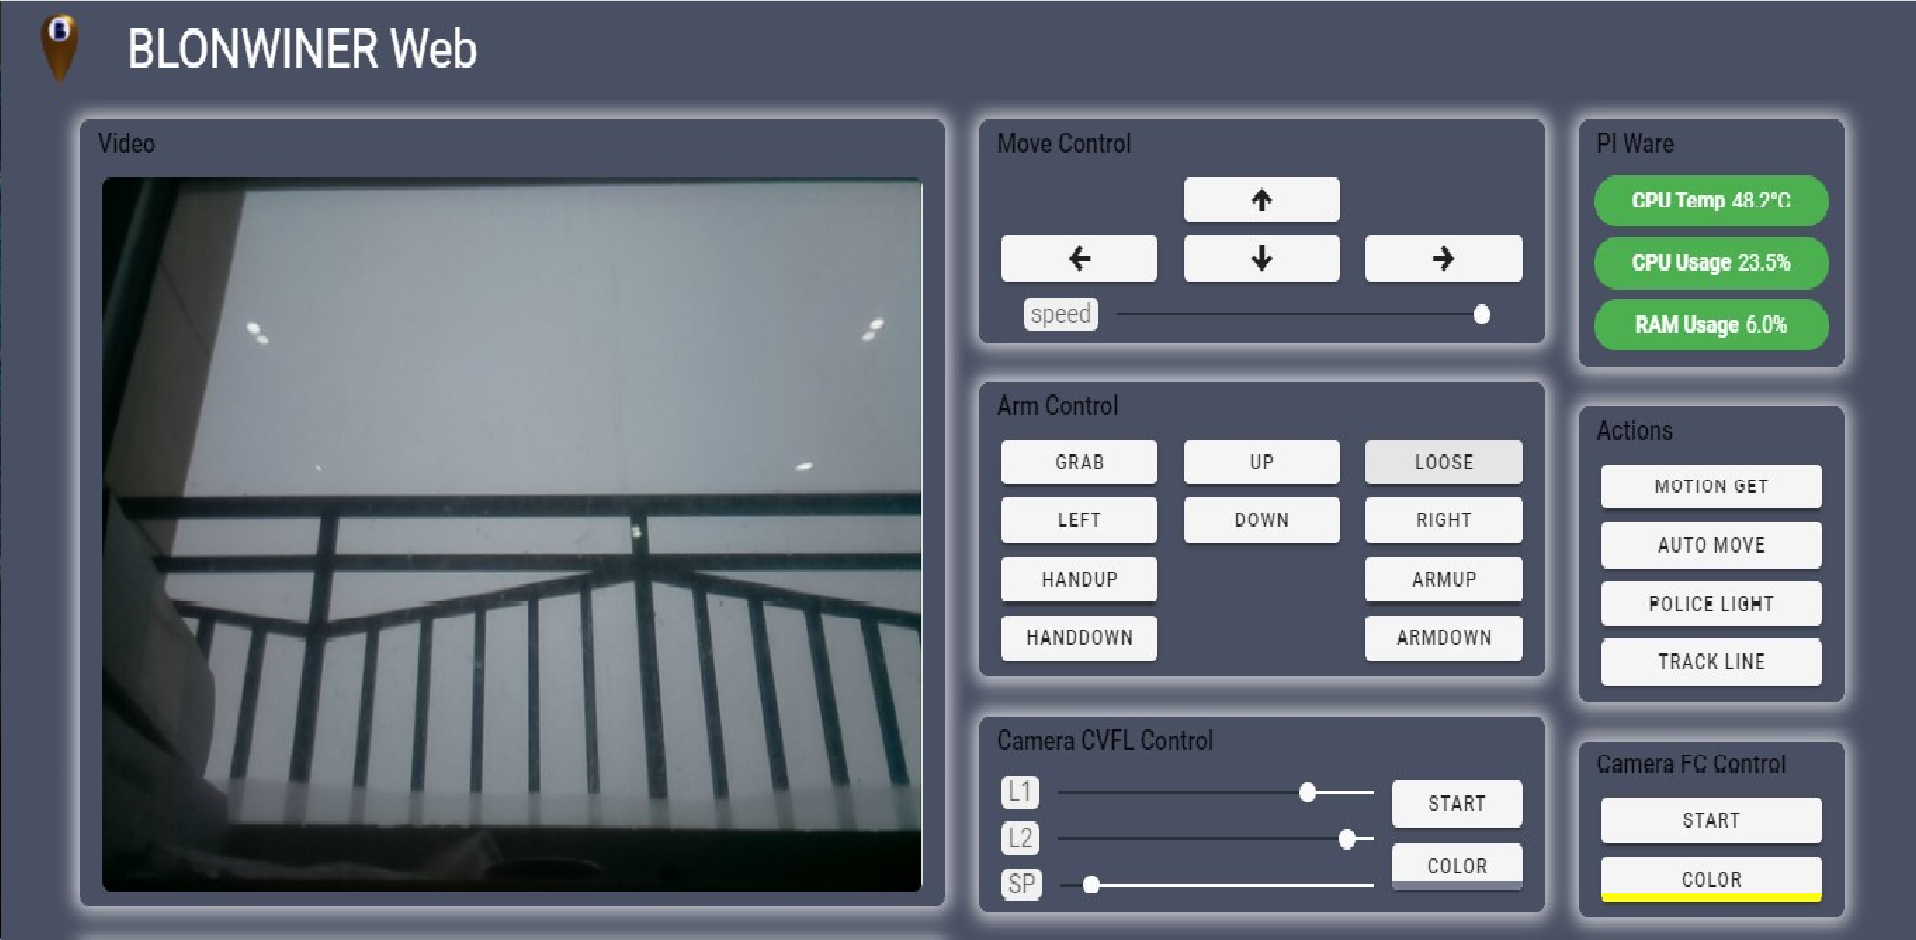 B
BLONWINER Web
Video
Move Control
speed
Arm Control
GRAB UP LOOSE
LEFT DOWN RIGHT
HANDUP ARMUP
HANDDOWN ARMDOWN
Camera CVFL Control
L1
START
L2
COLOR
SP
PI Ware
CPU Temp 48.2°C
CPU Usage 23.5%
RAM Usage 6.0%
Actions
MOTION GET
AUTO MOVE
POLICE LIGHT
TRACK LINE
Camera FC Control
START
COLOR